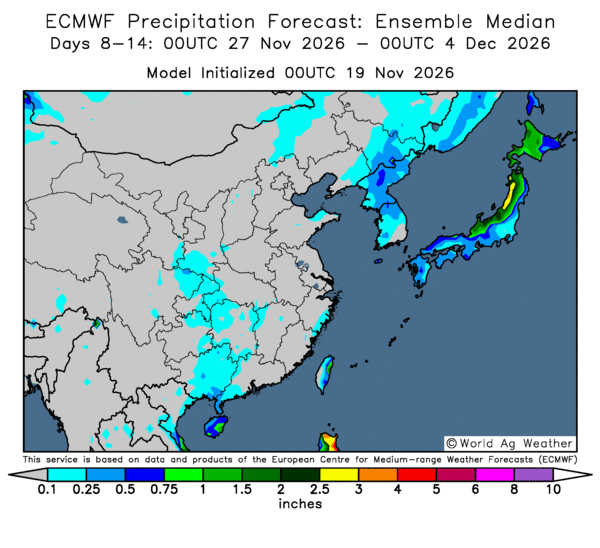 ECMWF Precipitation Forecast: Ensemble Median
Days 8–14: 00UTC 27 Nov 2026 – 00UTC 4 Dec 2026
Model Initialized 00UTC 19 Nov 2026
© World Ag Weather
This service is based on data and products of the European Centre for Medium-range Weather Forecasts (ECMWF)
0.1 0.25 0.5 0.75 1 1.5 2 2.5 3 4 5 6 8 10
inches